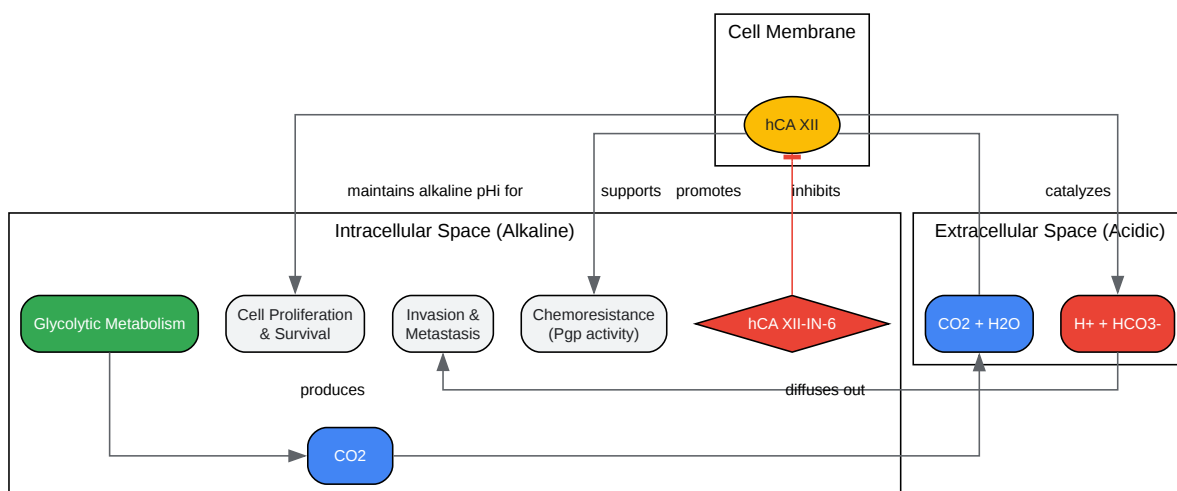 Cell Membrane
hCA XII
maintains alkaline pHi for
supports
promotes
inhibits
catalyzes
Intracellular Space (Alkaline)
Extracellular Space (Acidic)
Glycolytic Metabolism
Cell Proliferation
& Survival
Invasion &
Metastasis
Chemoresistance
(Pgp activity)
hCA XII-IN-6
CO2 + H2O
H+ + HCO3-
produces
diffuses out
CO2